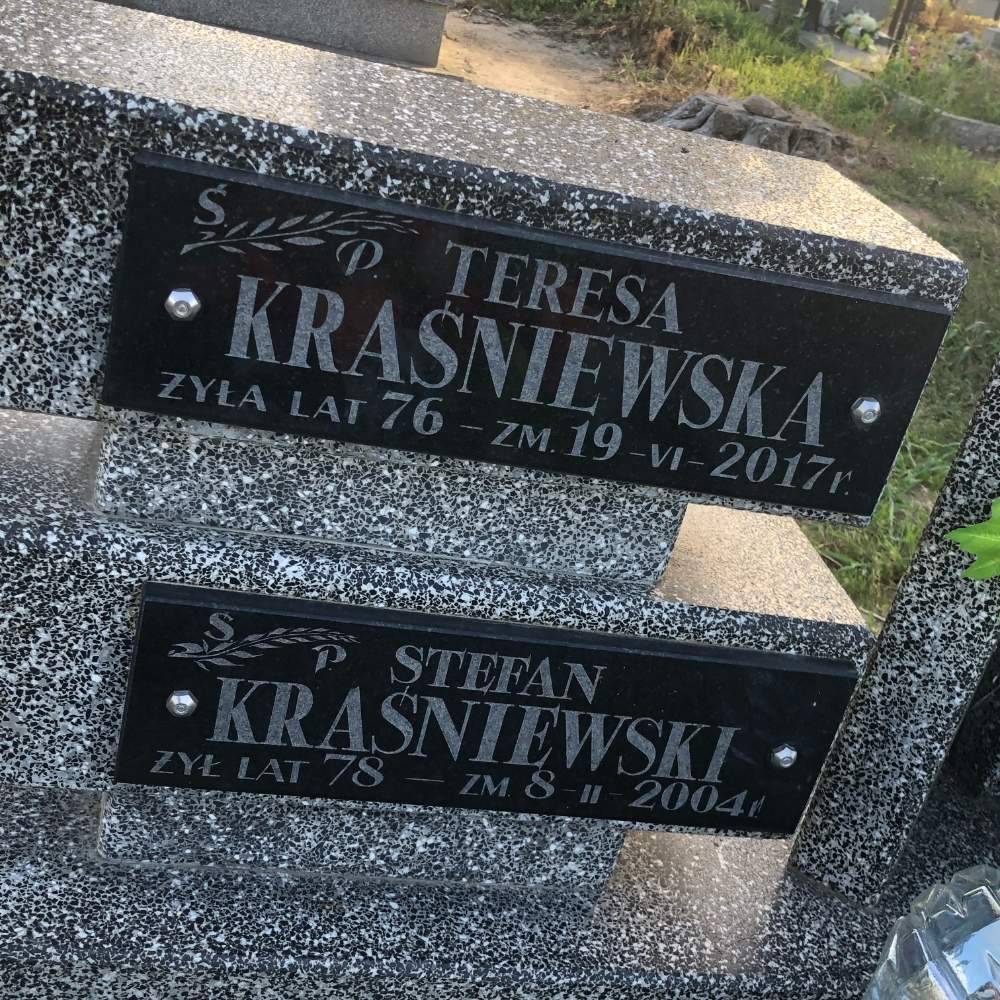 Ś P. TERESA
KRAŚNIEWSKA
ŻYŁA LAT 76 - ZM. 19 - VI - 2017 r.
Ś P STEFAN
KRAŚNIEWSKI
ŻYŁ LAT 78 - ZM 8 - II - 2004 r